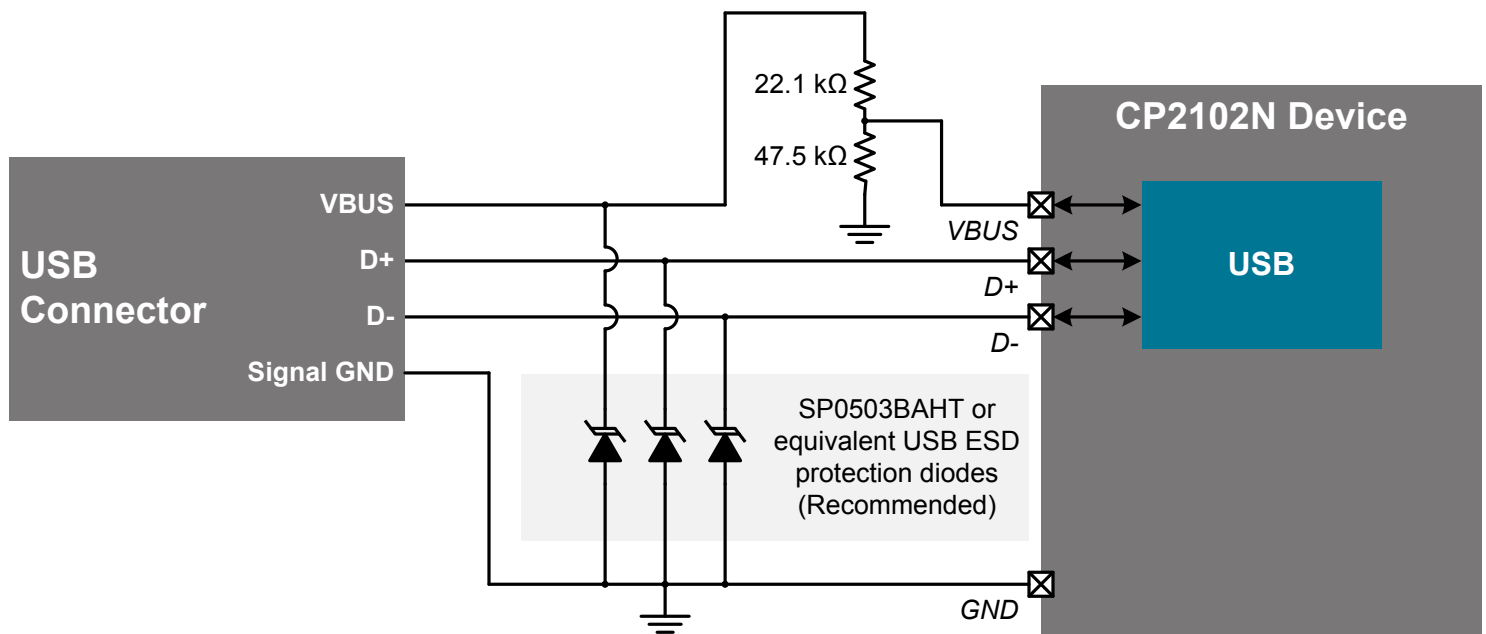 22.1 kΩ
47.5 kΩ
CP2102N Device
VBUS
D+
D-
Signal GND
USB
Connector
VBUS
D+
D-
USB
SP0503BAHT or
equivalent USB ESD
protection diodes
(Recommended)
GND